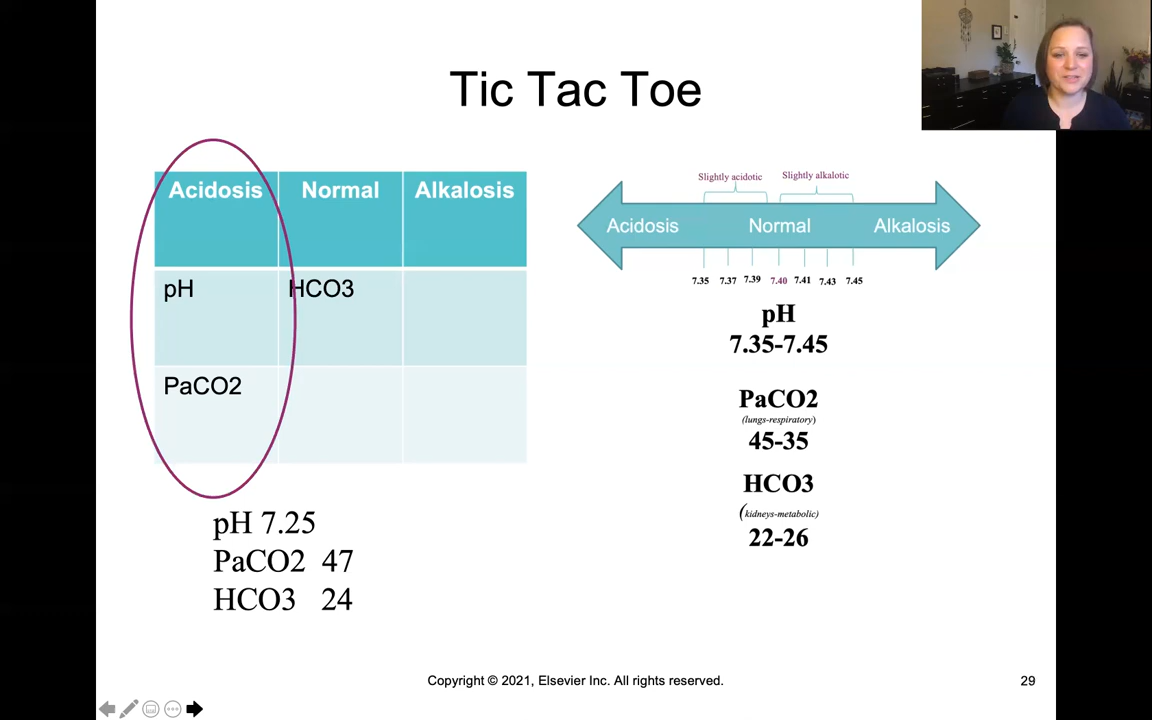 Tic Tac Toe
Acidosis Normal Alkalosis
pH HCO3
PaCO2
pH 7.25
PaCO2 47
HCO3 24
Slightly acidotic Slightly alkalotic
Acidosis Normal Alkalosis
7.35 7.37 7.39 7.40 7.41 7.43 7.45
pH
7.35-7.45
PaCO2
(lungs-respiratory)
45-35
HCO3
(kidneys-metabolic)
22-26
Copyright © 2021, Elsevier Inc. All rights reserved.
29